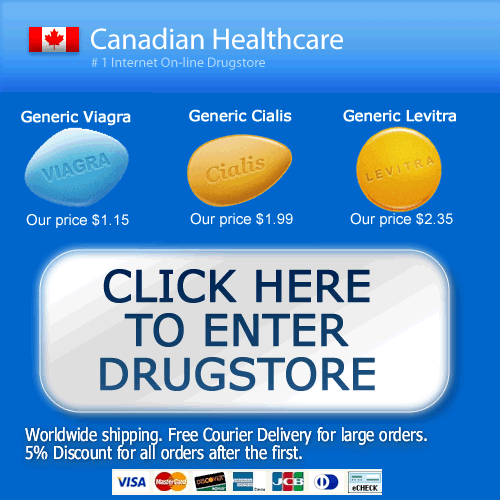 Canadian Healthcare
# 1 Internet On-line Drugstore
Generic Viagra
Generic Cialis
Generic Levitra
VIAGRA
Cialis
LEVITRA
Our price $1.15
Our price $1.99
Our price $2.35
CLICK HERE
TO ENTER
DRUGSTORE
Worldwide shipping. Free Courier Delivery for large orders.
5% Discount for all orders after the first.
VISA MasterCard DISCOVER JCB eCHECK